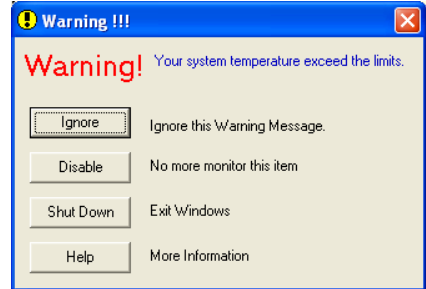 Warning !!!
Warning! Your system temperature exceed the limits.
Ignore Ignore this Warning Message.
Disable No more monitor this item
Shut Down Exit Windows
Help More Information